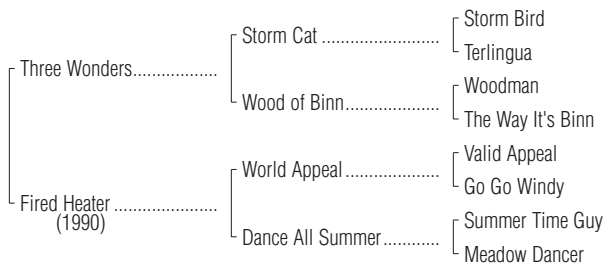 Storm Bird
Storm Cat ........................
Terlingua
Three Wonders.................
Woodman
Wood of Binn...................
The Way It's Binn
Valid Appeal
World Appeal...................
Go Go Windy
Fired Heater .....................
(1990)
Summer Time Guy
Dance All Summer............
Meadow Dancer